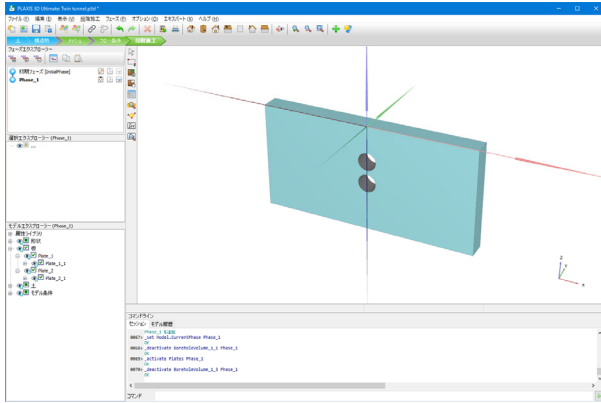 PLAXIS 3D Ultimate Twin tunnel.p3d *
ファイル (F) 編集 (E) 表示 (V) 段階施工 フェーズ (P) オプション (O) エキスパート (X) ヘルプ (H)
土 構造物 メッシュ フロー条件 段階施工
フェーズエクスプローラー
初期フェーズ [InitialPhase]
Phase_1
選択エクスプローラー (Phase_1)
...
モデルエクスプローラー (Phase_1)
属性ライブラリ
形状
板
Plate_1
Plate_1_1
Plate_2
Plate_2_1
土
モデル条件
z
y
x
コマンドライン
セッション モデル履歴
Phase_1 を追加
0067> _set Model.CurrentPhase Phase_1
OK
0068> _deactivate BoreholeVolume_1_1 Phase_1
OK
0069> _activate Plates Phase_1
OK
0070> _deactivate BoreholeVolume_1_3 Phase_1
OK
コマンド